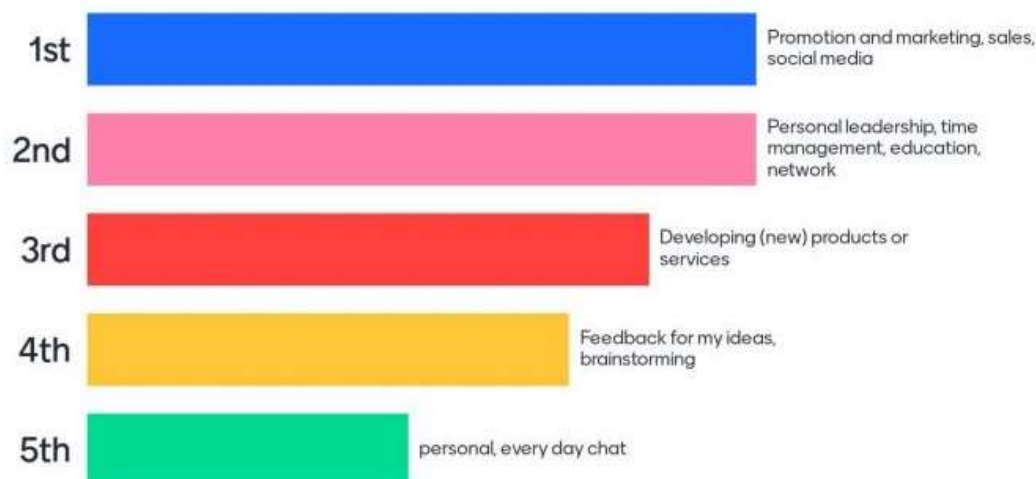 1st
Promotion and marketing, sales,
social media
2nd
Personal leadership, time
management, education,
network
3rd
Developing (new) products or
services
4th
Feedback for my ideas,
brainstorming
5th
personal, every day chat